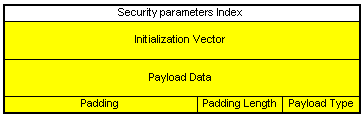 Security parameters Index
Initialization Vector
Payload Data
Padding Padding Length Payload Type